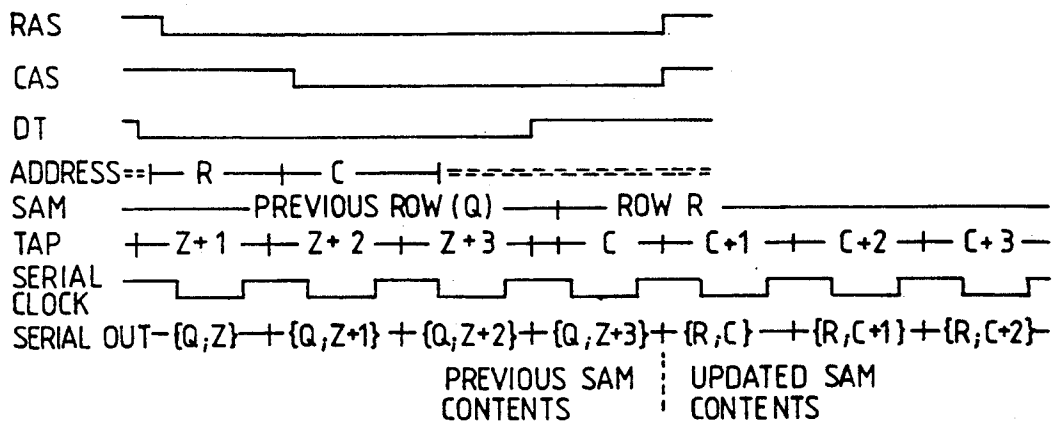 RAS
CAS
DT
ADDRESS R C
SAM PREVIOUS ROW (Q) ROW R
TAP Z+1 Z+2 Z+3 C C+1 C+2 C+3
SERIAL
CLOCK
SERIAL OUT {Q;Z} {Q,Z+1} {Q,Z+2} {Q,Z+3} {R,C} {R,C+1} {R;C+2}
PREVIOUS SAM UPDATED SAM
CONTENTS CONTENTS